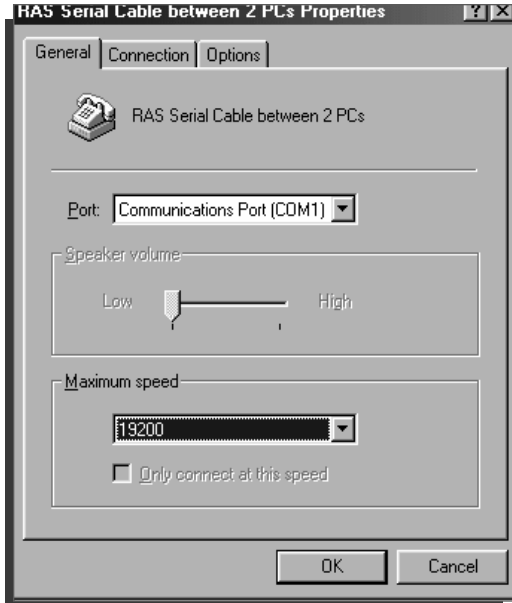 RAS Serial Cable between 2 PCs Properties
General Connection Options
RAS Serial Cable between 2 PCs
Port: Communications Port (COM1)
Speaker volume
Low High
Maximum speed
19200
Only connect at this speed
OK Cancel